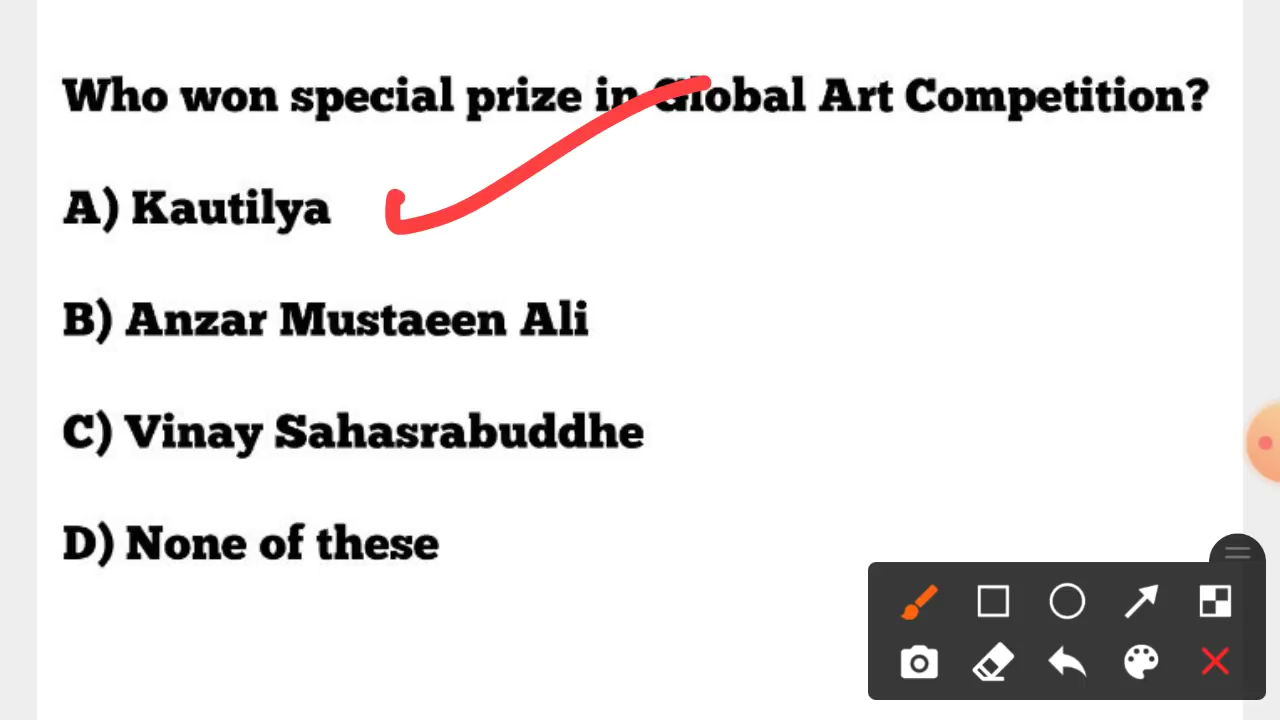 Who won special prize in Global Art Competition?
A) Kautilya
B) Anzar Mustaeen Ali
C) Vinay Sahasrabuddhe
D) None of these